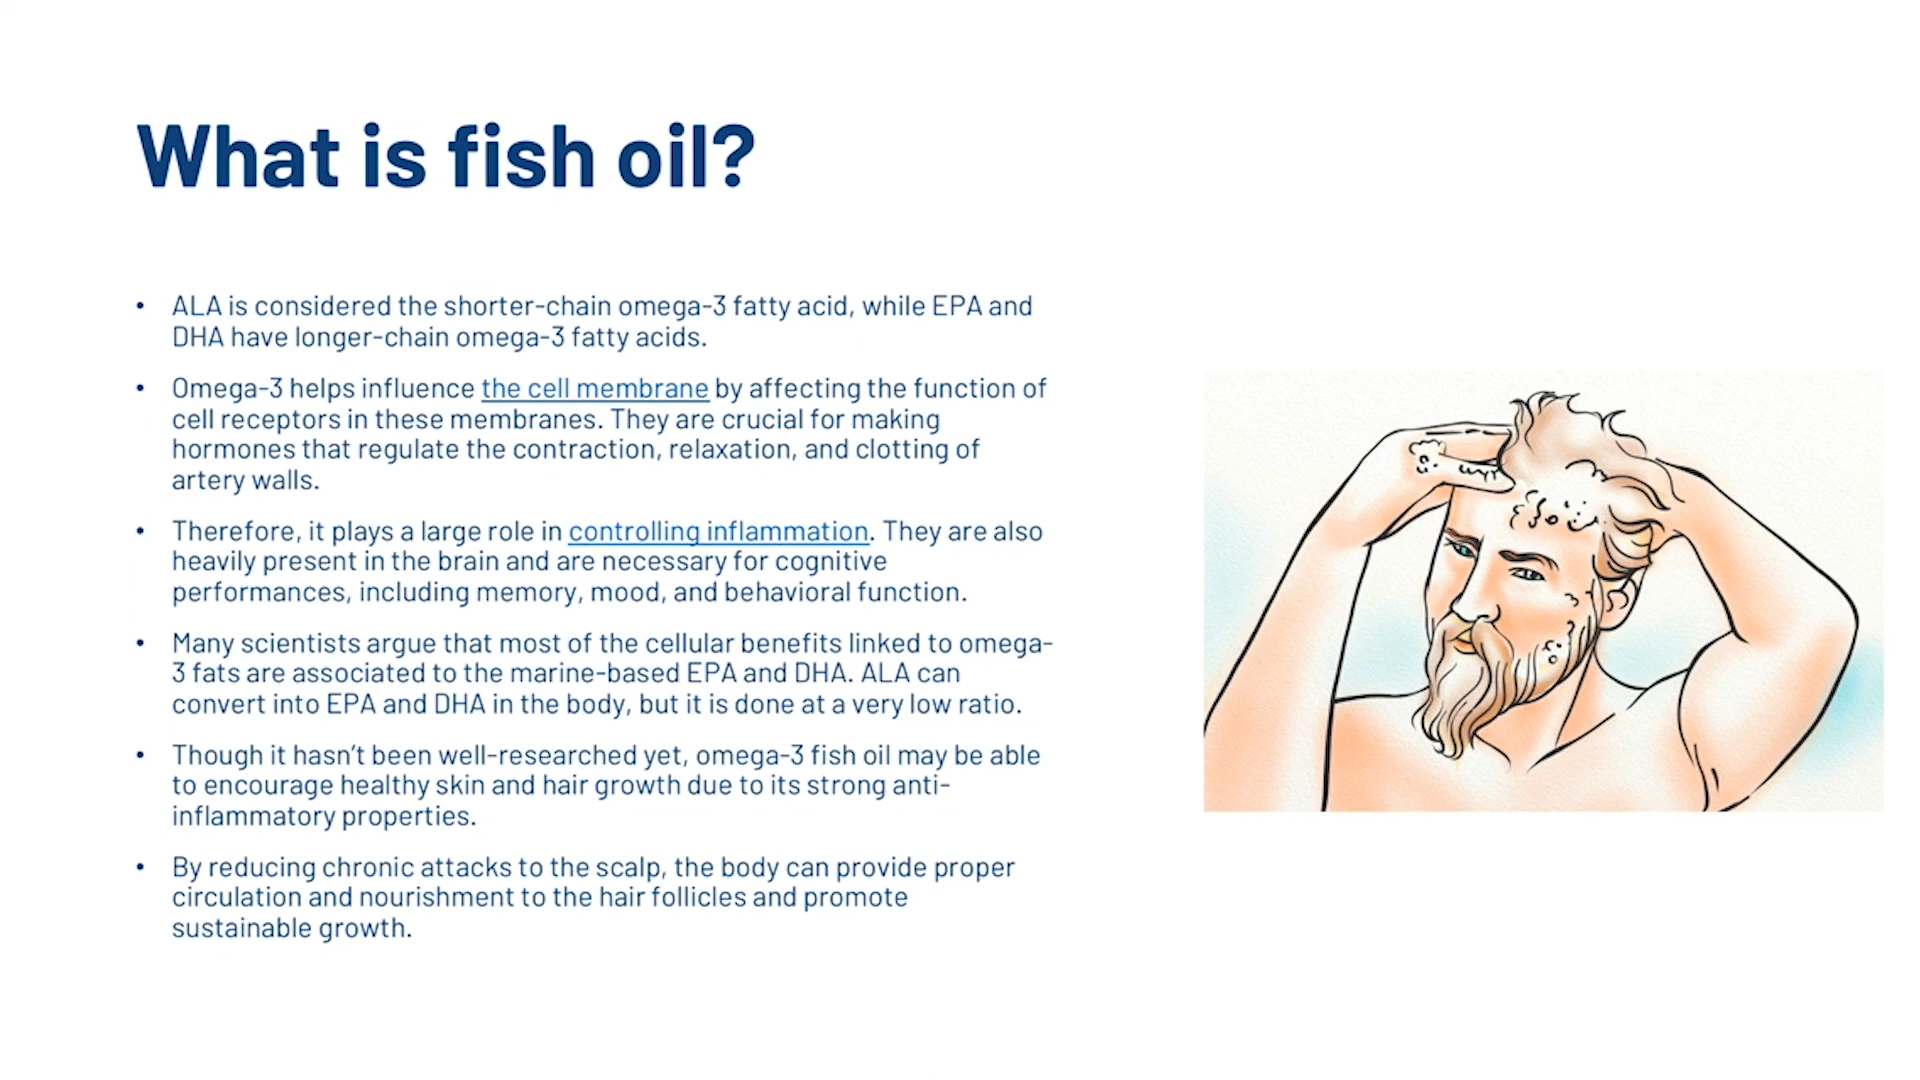 What is fish oil?
• ALA is considered the shorter-chain omega-3 fatty acid, while EPA and
DHA have longer-chain omega-3 fatty acids.
• Omega-3 helps influence the cell membrane by affecting the function of
cell receptors in these membranes. They are crucial for making
hormones that regulate the contraction, relaxation, and clotting of
artery walls.
• Therefore, it plays a large role in controlling inflammation. They are also
heavily present in the brain and are necessary for cognitive
performances, including memory, mood, and behavioral function.
• Many scientists argue that most of the cellular benefits linked to omega-
3 fats are associated to the marine-based EPA and DHA. ALA can
convert into EPA and DHA in the body, but it is done at a very low ratio.
• Though it hasn't been well-researched yet, omega-3 fish oil may be able
to encourage healthy skin and hair growth due to its strong anti-
inflammatory properties.
• By reducing chronic attacks to the scalp, the body can provide proper
circulation and nourishment to the hair follicles and promote
sustainable growth.